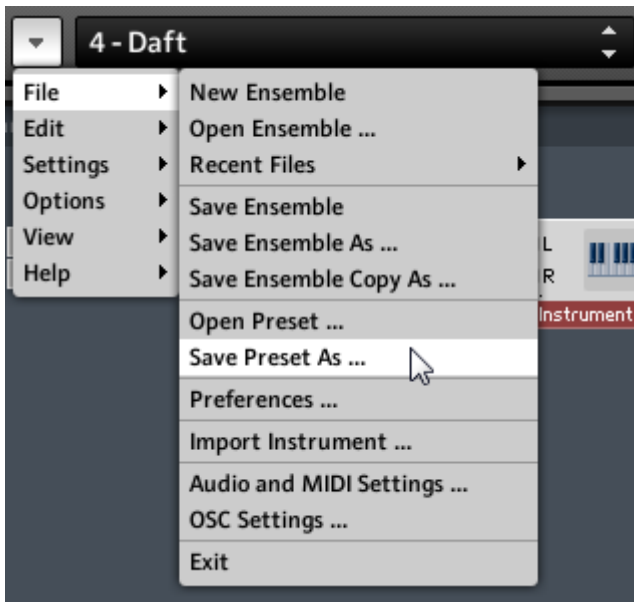 4 - Daft
File
Edit
Settings
Options
View
Help
New Ensemble
Open Ensemble ...
Recent Files
Save Ensemble
Save Ensemble As ...
Save Ensemble Copy As ...
Open Preset ...
Save Preset As ...
Preferences ...
Import Instrument ...
Audio and MIDI Settings ...
OSC Settings ...
Exit
L
R
Instrument